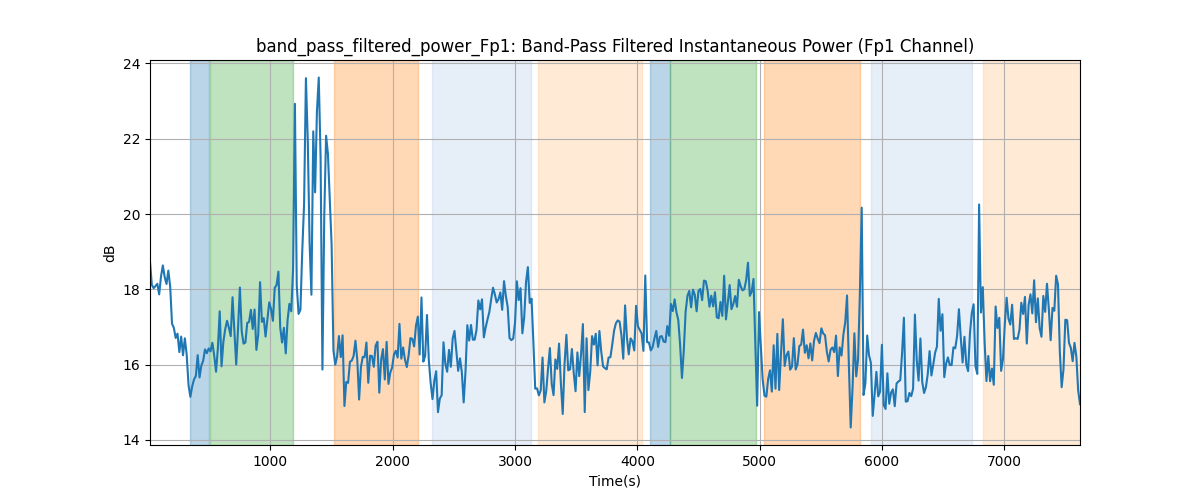 band_pass_filtered_power_Fp1: Band-Pass Filtered Instantaneous Power (Fp1 Channel)
24
22
20
18
16
14
dB
1000 2000 3000 4000 5000 6000 7000
Time(s)